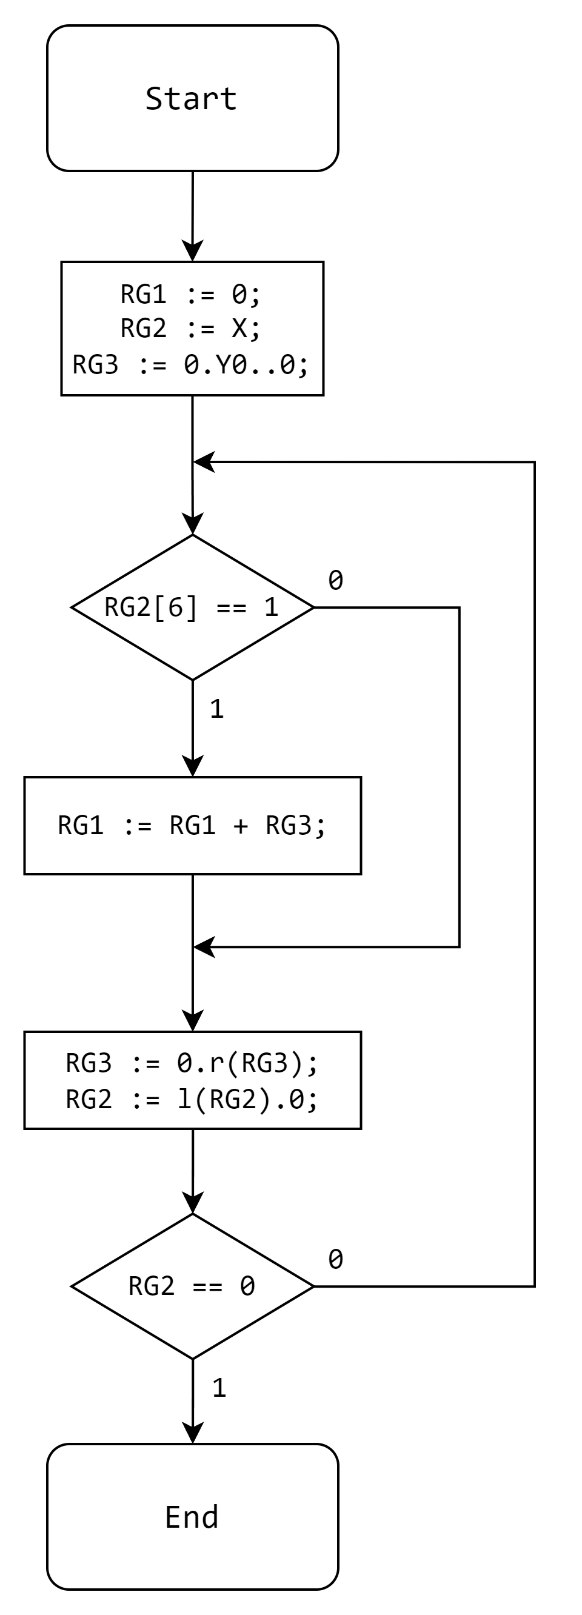 Start
RG1 := 0;
RG2 := X;
RG3 := 0.Y0..0;
RG2[6] == 1
0
1
RG1 := RG1 + RG3;
RG3 := 0.r(RG3);
RG2 := l(RG2).0;
RG2 == 0
0
1
End